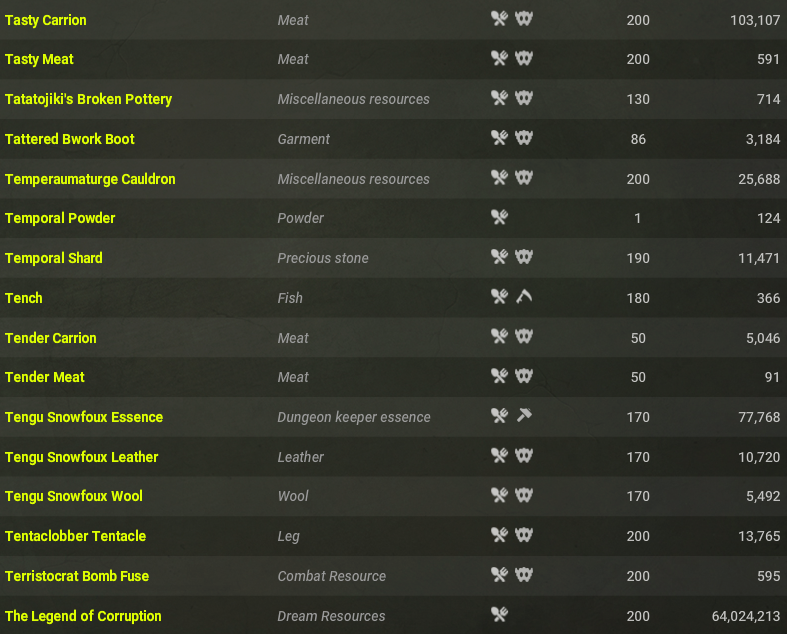 Tasty Carrion Meat 200 103,107
Tasty Meat Meat 200 591
Tatatojiki's Broken Pottery Miscellaneous resources 130 714
Tattered Bwork Boot Garment 86 3,184
Temperaumaturge Cauldron Miscellaneous resources 200 25,688
Temporal Powder Powder 1 124
Temporal Shard Precious stone 190 11,471
Tench Fish 180 366
Tender Carrion Meat 50 5,046
Tender Meat Meat 50 91
Tengu Snowfoux Essence Dungeon keeper essence 170 77,768
Tengu Snowfoux Leather Leather 170 10,720
Tengu Snowfoux Wool Wool 170 5,492
Tentaclobber Tentacle Leg 200 13,765
Terristocrat Bomb Fuse Combat Resource 200 595
The Legend of Corruption Dream Resources 200 64,024,213